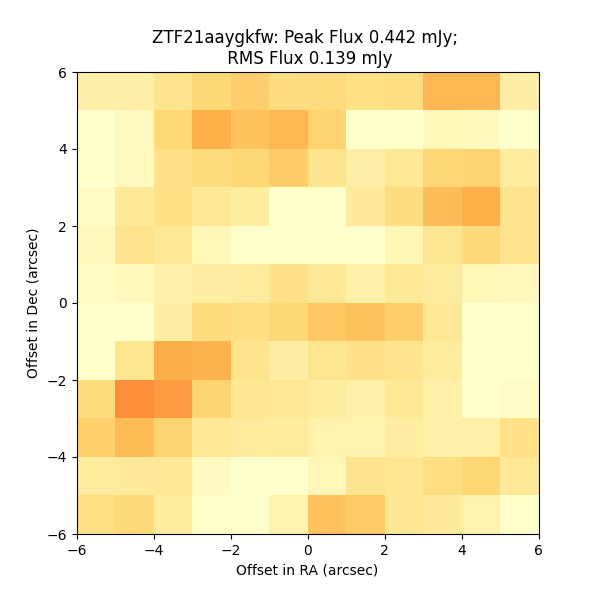 ZTF21aaygkfw: Peak Flux 0.442 mJy;
RMS Flux 0.139 mJy
6
4
2
0
−2
−4
−6
Offset in Dec (arcsec)
−6 −4 −2 0 2 4 6
Offset in RA (arcsec)